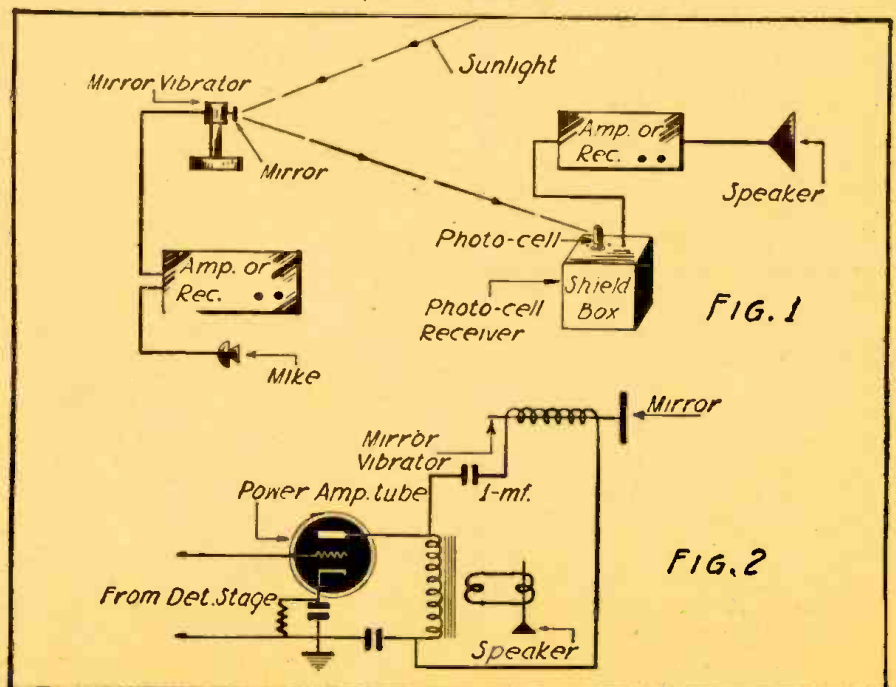 Sunlight
Mirror Vibrator
Mirror
Amp. or
Rec.
Speaker
Photo-cell
Amp. or
Rec.
Shield
Box
Photo-cell
Receiver
FIG. 1
Mike
Mirror
Mirror
Vibrator
1-mf.
Power Amp. tube
FIG. 2
From Det. Stage
Speaker